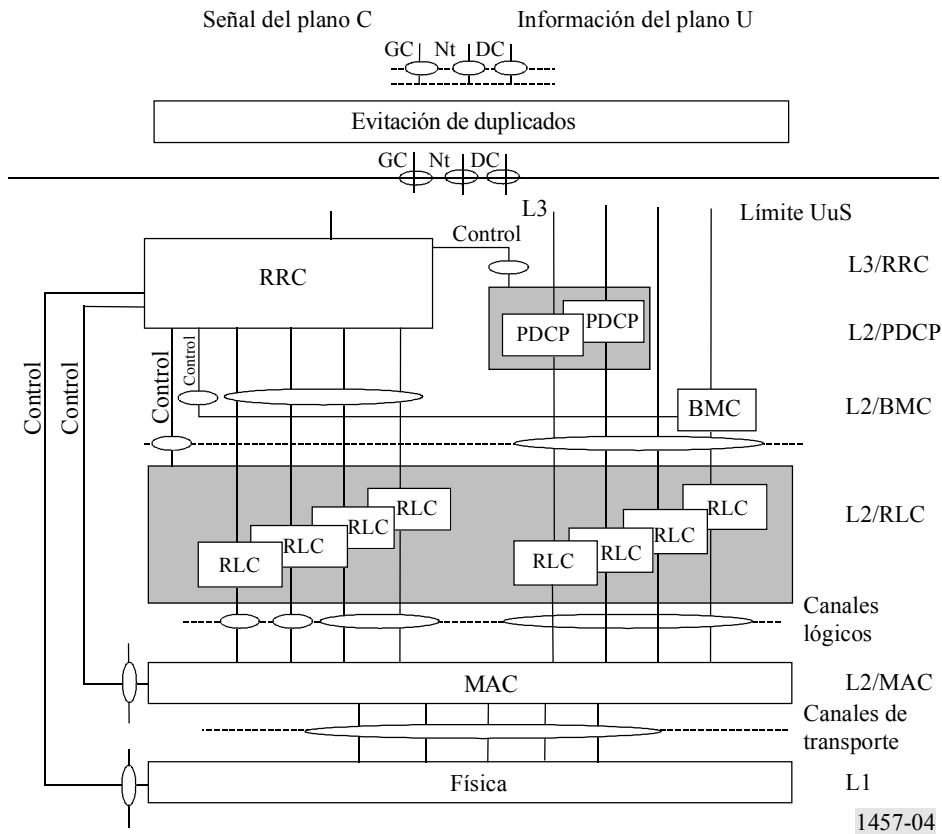 Señal del plano C
Información del plano U
GC Nt DC
Evitación de duplicados
GC Nt DC
L3
Límite UuS
Control
RRC
L3/RRC
PDCP
PDCP
L2/PDCP
Control
Control
Control
Control
BMC
L2/BMC
RLC
RLC
RLC
RLC
RLC
RLC
RLC
RLC
L2/RLC
Canales
lógicos
MAC
L2/MAC
Canales de
transporte
Física
L1
1457-04